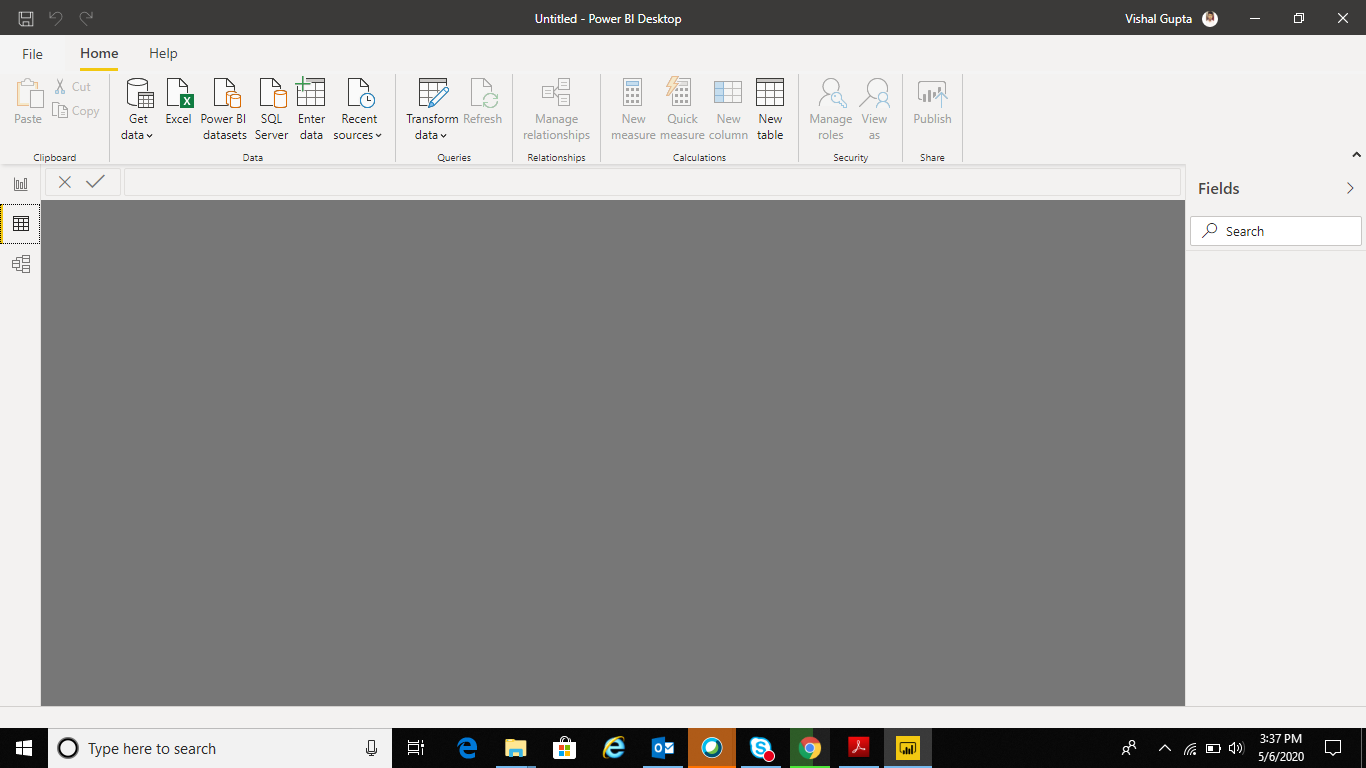 Untitled - Power BI Desktop
Vishal Gupta
File
Home
Help
Paste
Cut
Copy
Clipboard
Get data
Excel
Power BI datasets
SQL Server
Enter data
Recent sources
Data
Transform data
Refresh
Queries
Manage relationships
Relationships
New measure
Quick measure
New column
New table
Calculations
Manage roles
View as
Security
Publish
Share
Fields
Search
Type here to search
3:37 PM
5/6/2020